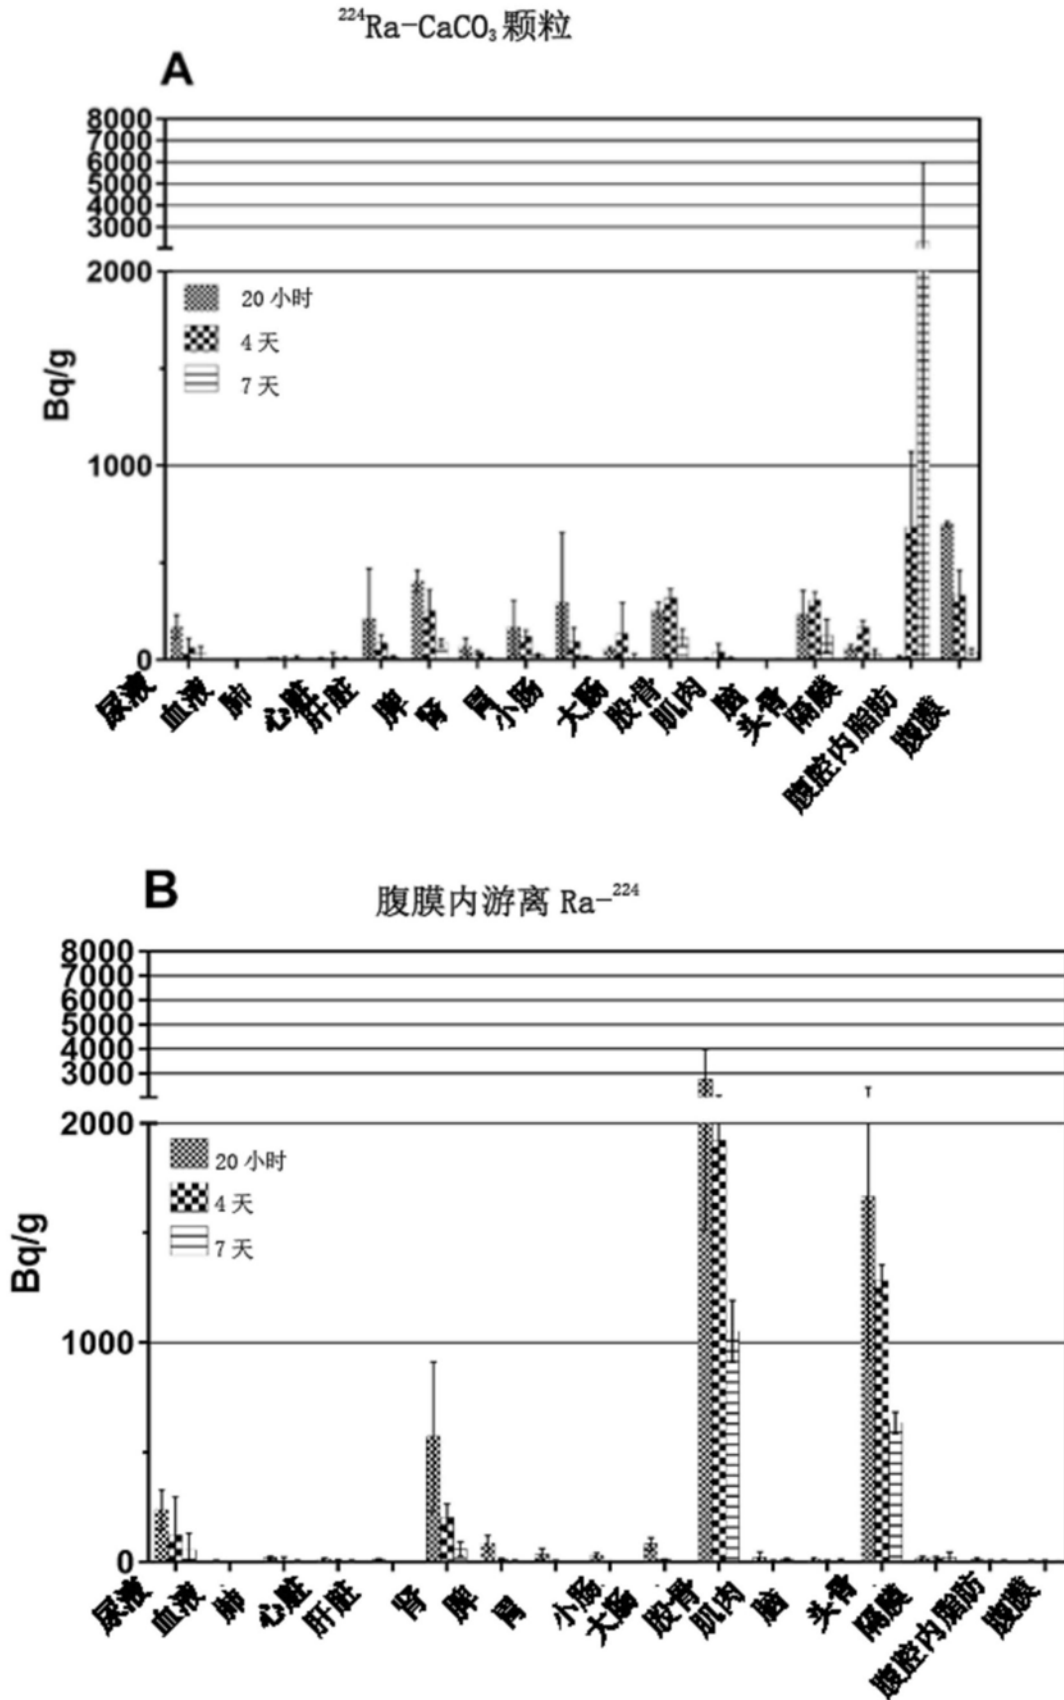 ²²⁴Ra-CaCO₃颗粒
A
8000
7000
6000
5000
4000
3000
2000
1000
0
Bq/g
20 小时
4 天
7 天
尿液 血液 肺 心脏 肝脏 脾 肾 胃 小肠 大肠 股骨 肌肉 脑 头骨 隔膜 腹腔内脂肪 腹膜
B
腹膜内游离 Ra-²²⁴
8000
7000
6000
5000
4000
3000
2000
1000
0
Bq/g
20 小时
4 天
7 天
尿液 血液 肺 心脏 肝脏 肾 脾 胃 小肠 大肠 股骨 肌肉 脑 头骨 隔膜 腹腔内脂肪 腹膜